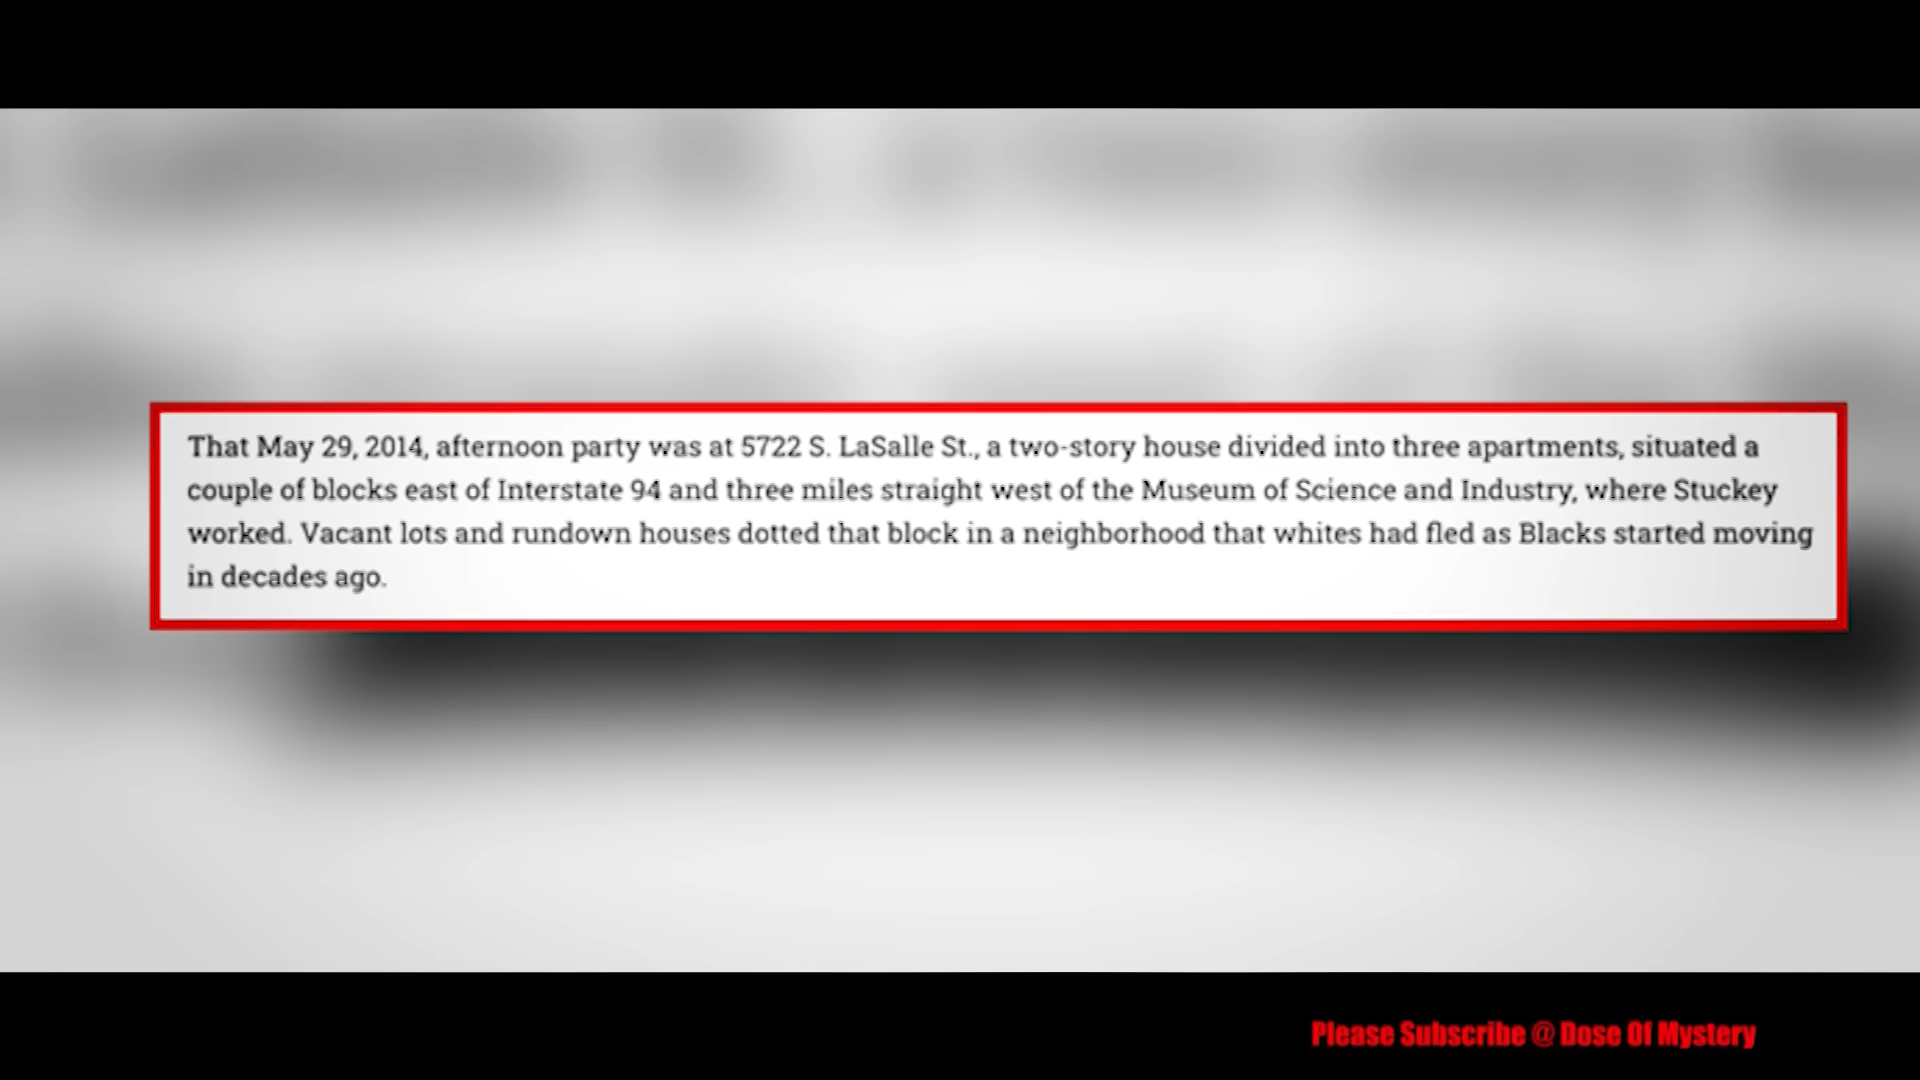 That May 29, 2014, afternoon party was at 5722 S. LaSalle St., a two-story house divided into three apartments, situated a
couple of blocks east of Interstate 94 and three miles straight west of the Museum of Science and Industry, where Stuckey
worked. Vacant lots and rundown houses dotted that block in a neighborhood that whites had fled as Blacks started moving
in decades ago.
Please Subscribe @ Dose Of Mystery